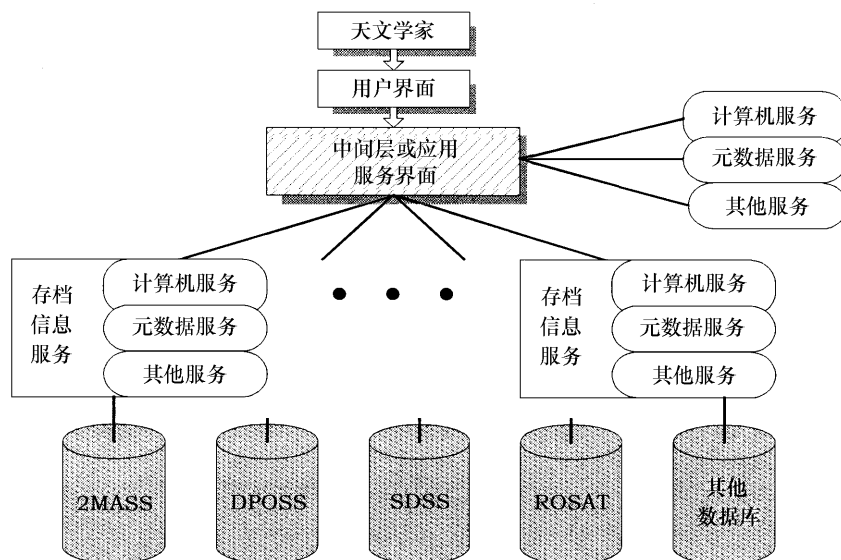 天文学家
用户界面
中间层或应用
服务界面
计算机服务
元数据服务
其他服务
存档
信息
服务
计算机服务
元数据服务
其他服务
存档
信息
服务
计算机服务
元数据服务
其他服务
2MASS
DPOSS
SDSS
ROSAT
其他
数据库